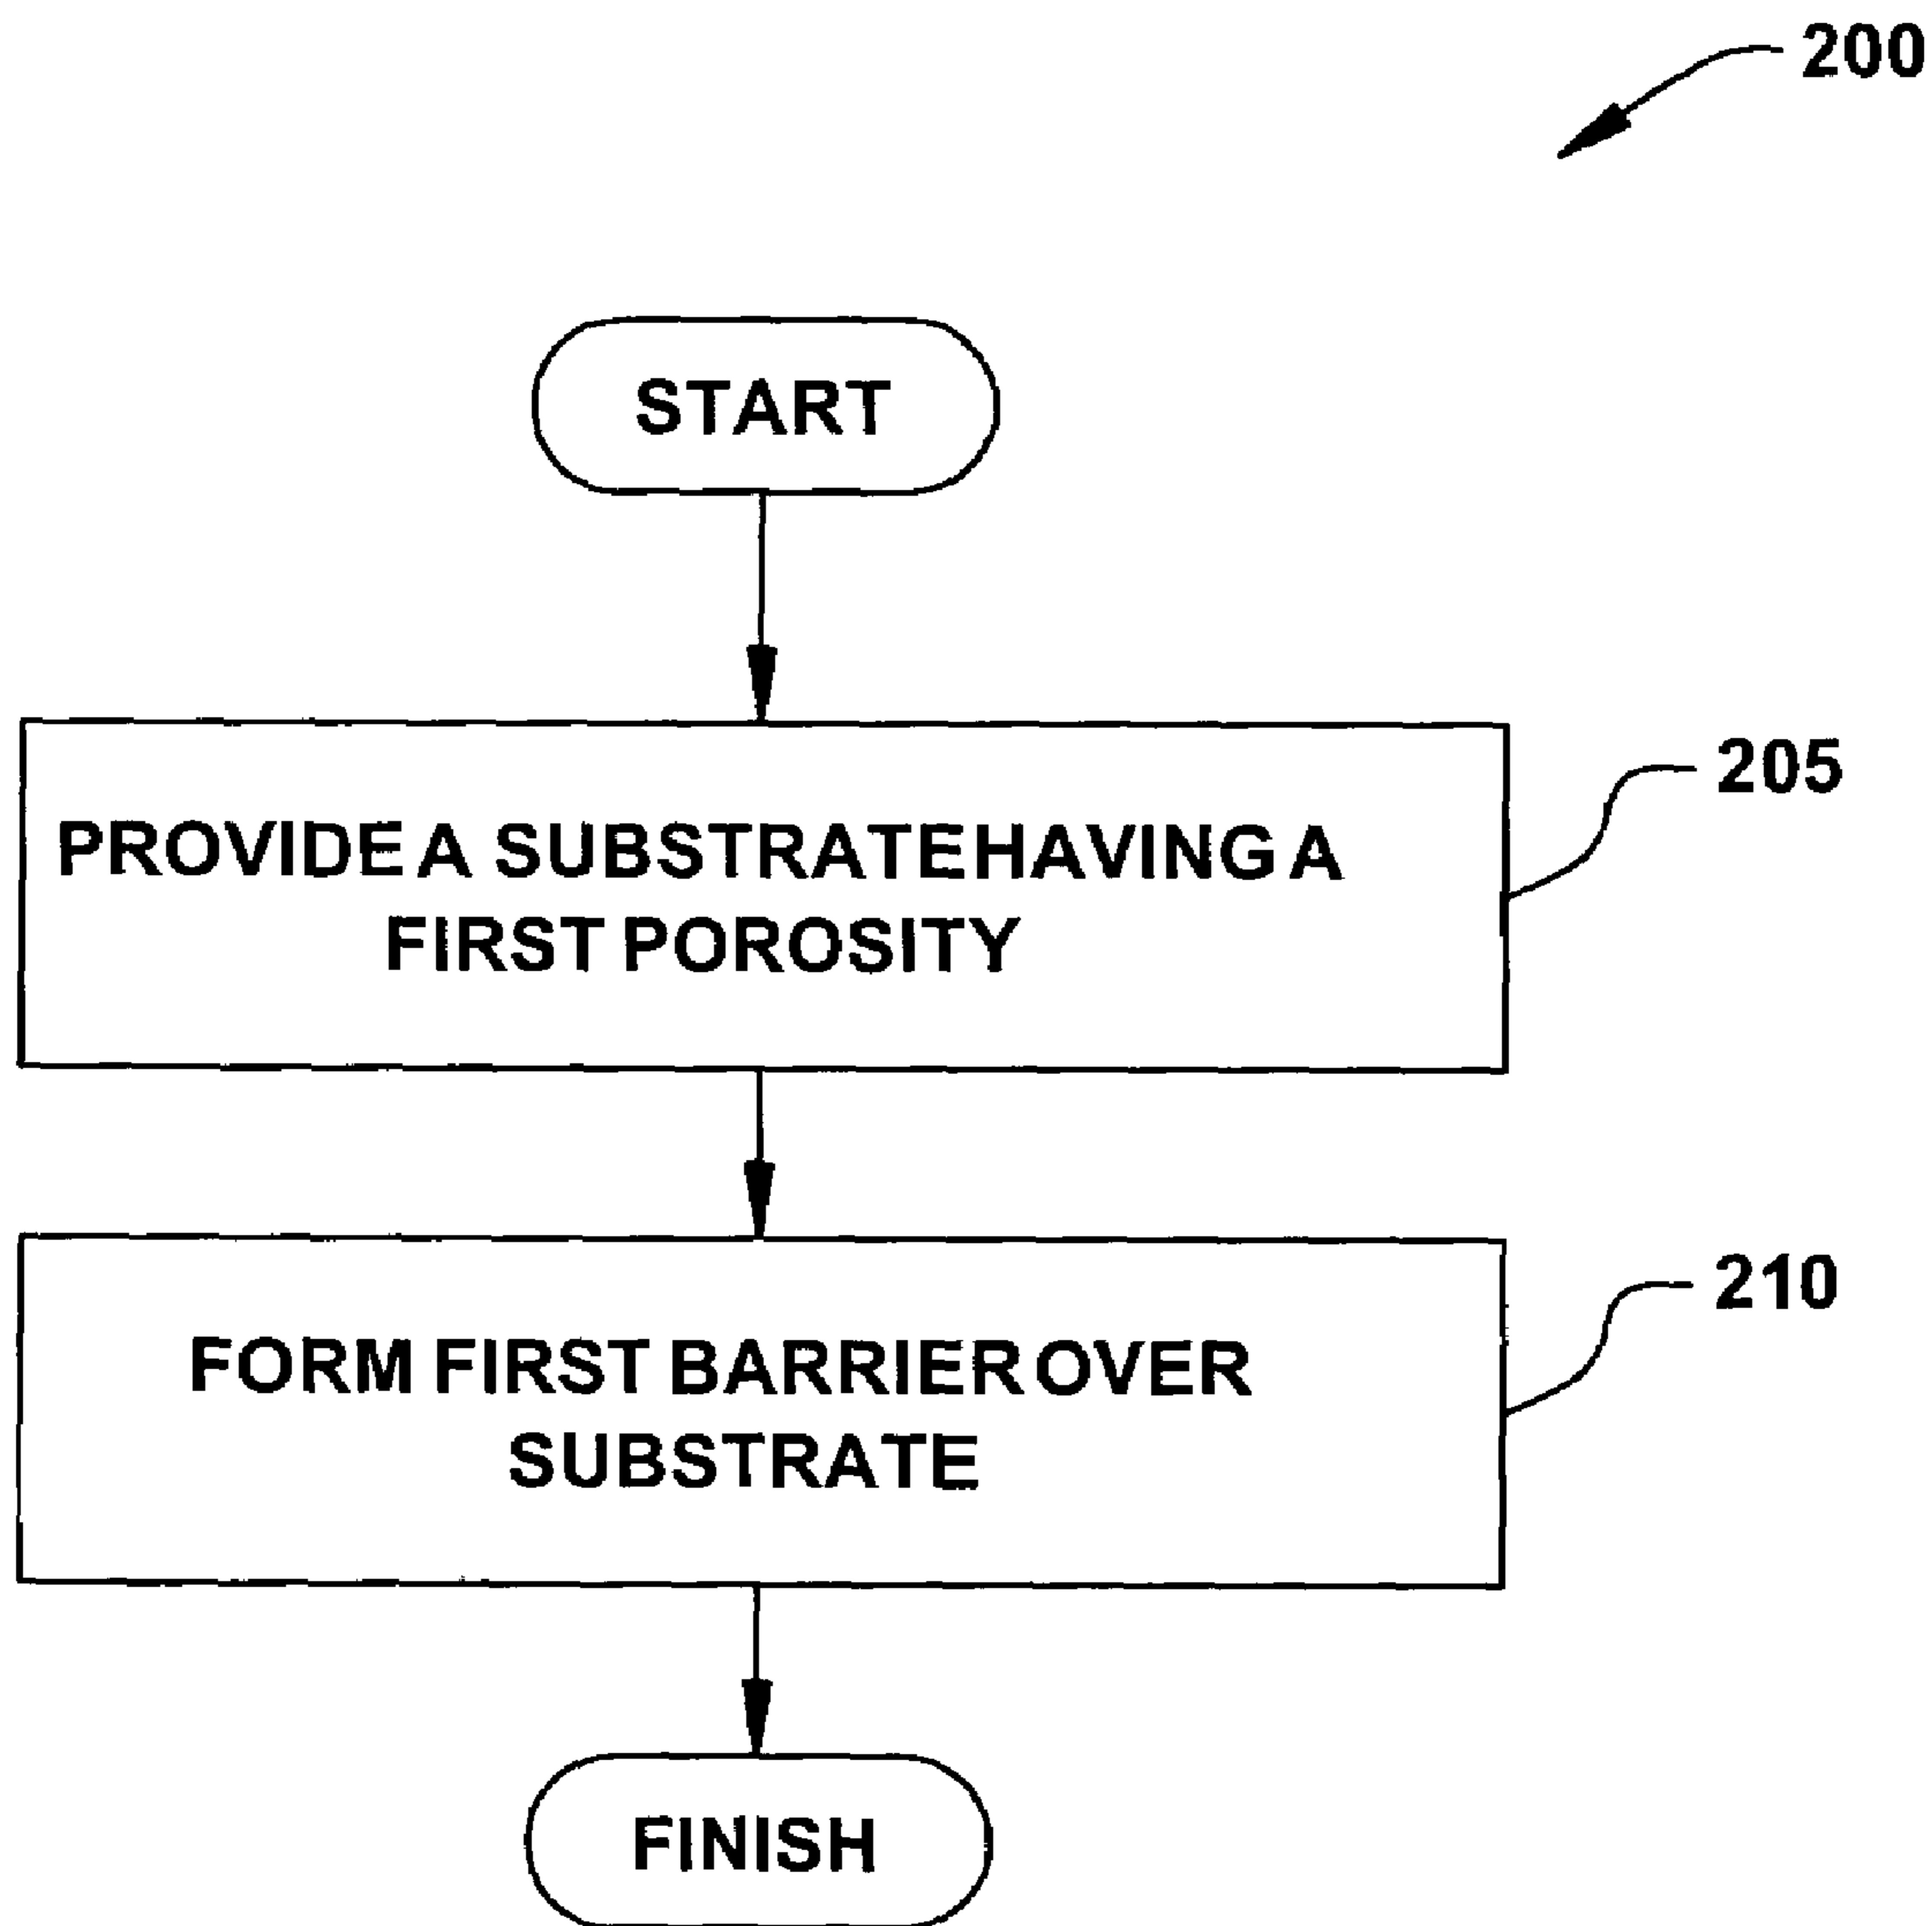 200
START
PROVIDE A SUBSTRATE HAVING A
FIRST POROSITY
205
FORM FIRST BARRIER OVER
SUBSTRATE
210
FINISH